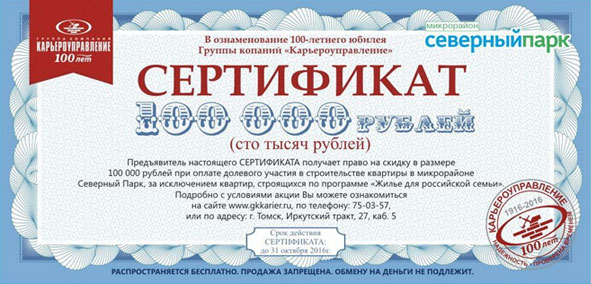 ГРУППА КОМПАНИЙ
КАРЬЕРОУПРАВЛЕНИЕ
100 лет
В ознаменование 100-летнего юбилея
Группы копаний «Карьероуправление»
микрорайон
северныйпарк
СЕРТИФИКАТ
100 000 РУБЛЕЙ
(сто тысяч рублей)
Предъявитель настоящего СЕРТИФИКАТА получает право на скидку в размере
100 000 рублей при оплате долевого участия в строительстве квартиры в микрорайоне
Северный Парк, за исключением квартир, строящихся по программе «Жилье для российской семьи».
Подробно с условиями акции Вы можете ознакомиться
на сайте www.gkkarier.ru, по телефону: 75-03-57,
или по адресу: г. Томск, Иркутский тракт, 27, каб. 5
КАРЬЕРОУПРАВЛЕНИЕ
1916-2016
100 лет
НАДЕЖНОСТЬ • ПРОВЕРЕНА ВРЕМЕНЕМ
Срок действия
СЕРТИФИКАТА:
до 31 октября 2016г.
РАСПРОСТРАНЯЕТСЯ БЕСПЛАТНО. ПРОДАЖА ЗАПРЕЩЕНА. ОБМЕНУ НА ДЕНЬГИ НЕ ПОДЛЕЖИТ.